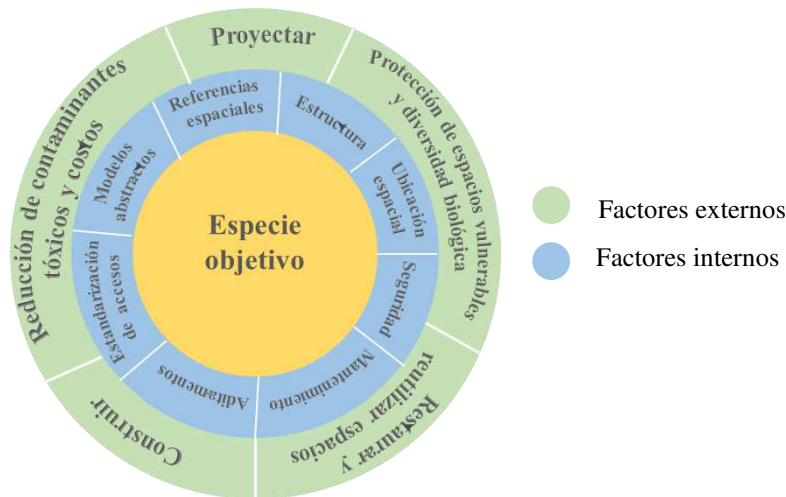 Proyectar
Protección de espacios vulnerables
y diversidad biológica
Restaurar y
reutilizar espacios
Construir
Reducción de contaminantes
tóxicos y costos
Referencias
espaciales
Estructura
Ubicación
espacial
Seguridad
Mantenimiento
Aditamentos
Estandarización
de accesos
Modelos
abstractos
Especie
objetivo
Factores externos
Factores internos